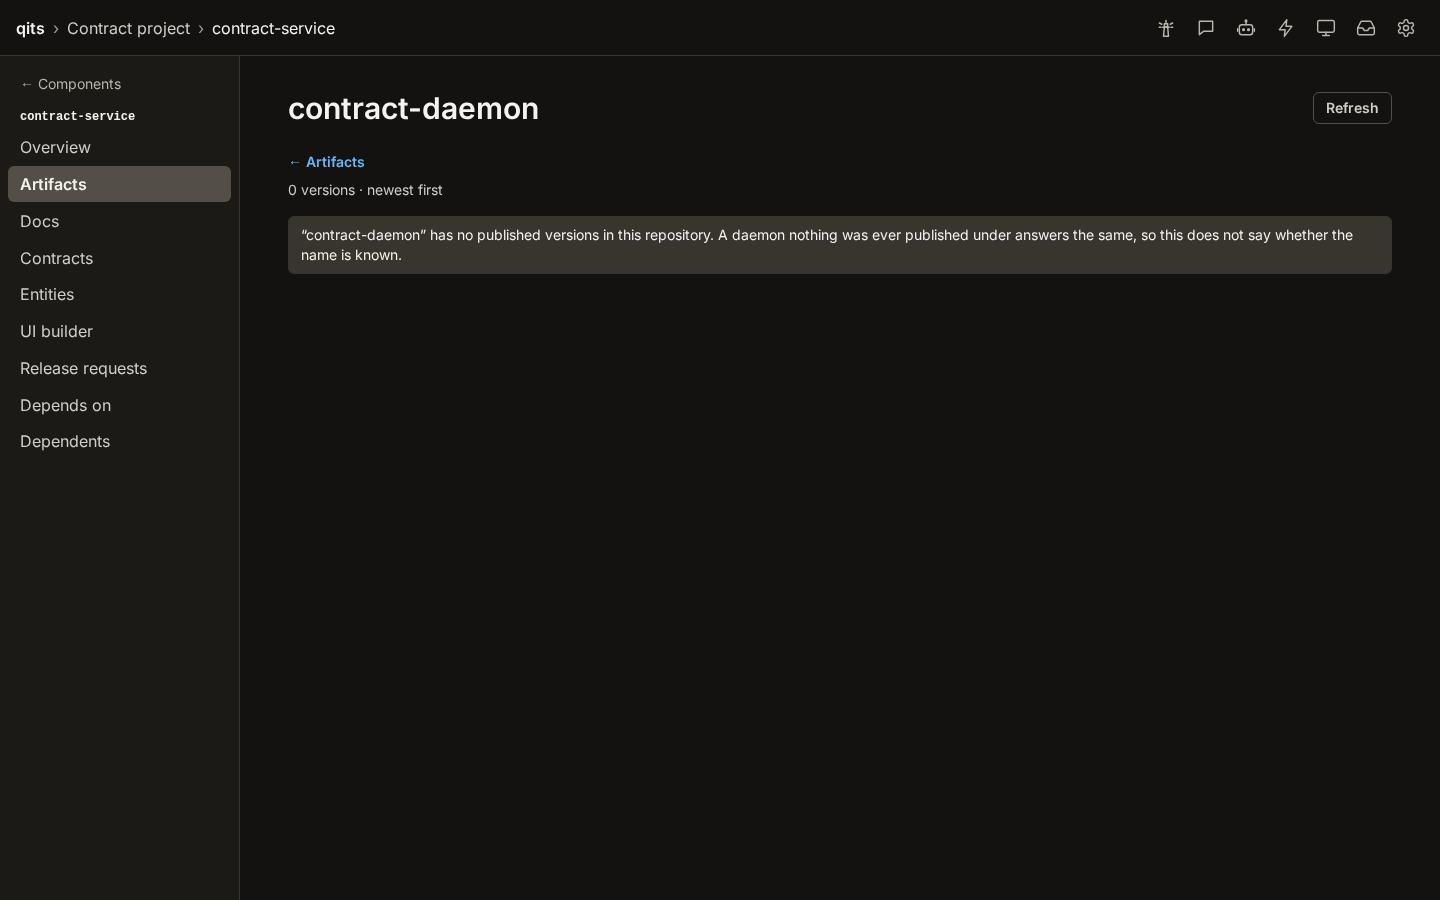 qits › Contract project › contract-service
← Components
contract-service
Overview
Artifacts
Docs
Contracts
Entities
UI builder
Release requests
Depends on
Dependents
contract-daemon
Refresh
← Artifacts
0 versions · newest first
“contract-daemon” has no published versions in this repository. A daemon nothing was ever published under answers the same, so this does not say whether the
name is known.